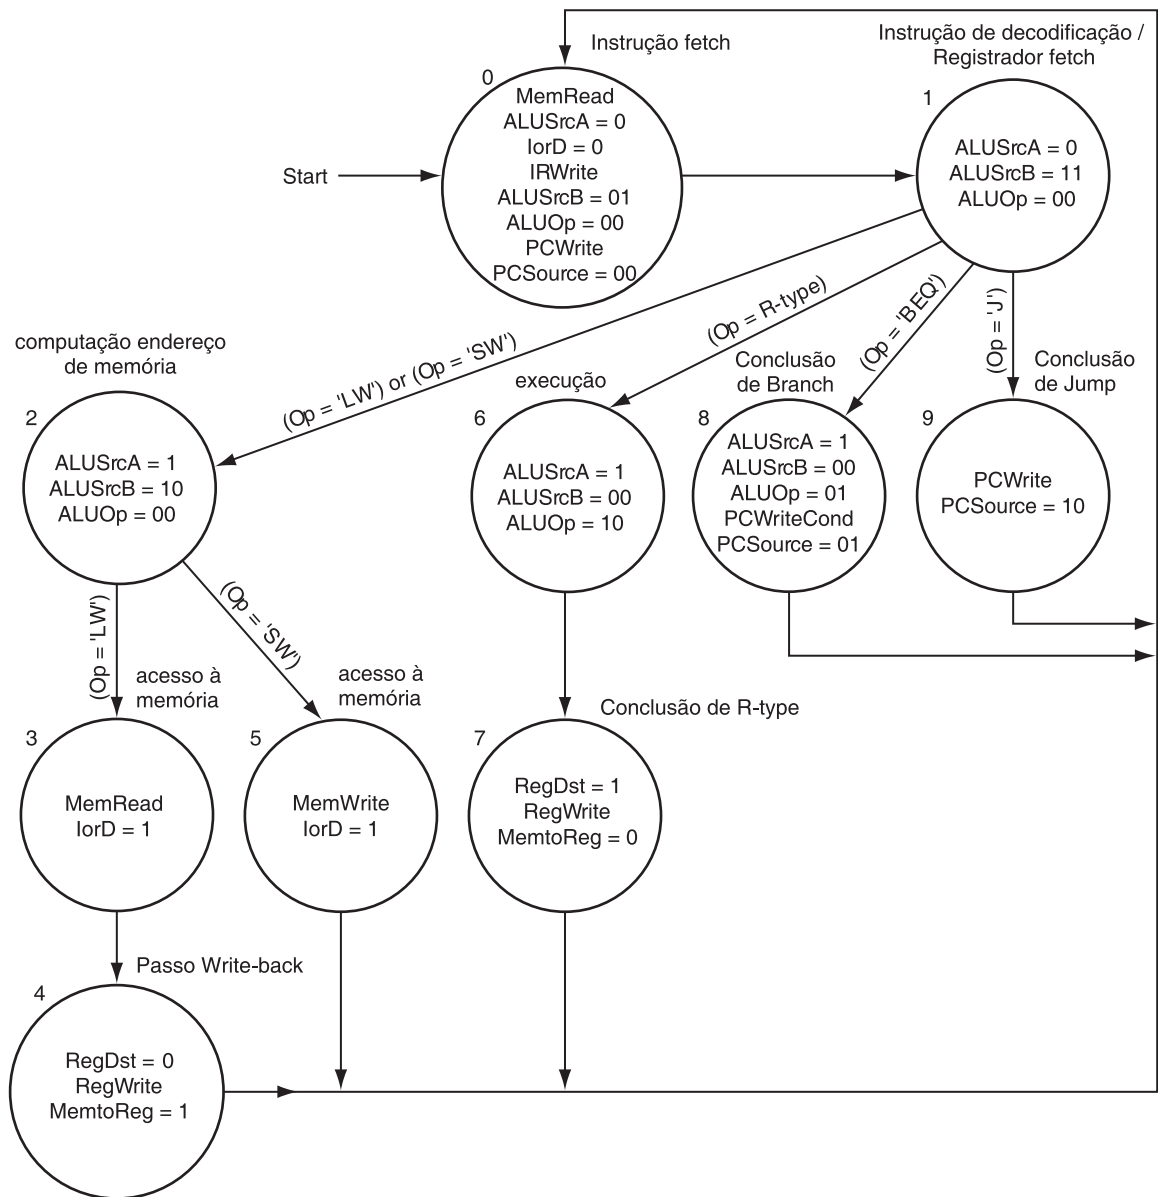 Instrução fetch
Instrução de decodificação /
Registrador fetch
0
MemRead
ALUSrcA = 0
IorD = 0
IRWrite
ALUSrcB = 01
ALUOp = 00
PCWrite
PCSource = 00
Start
1
ALUSrcA = 0
ALUSrcB = 11
ALUOp = 00
(Op = 'LW') or (Op = 'SW')
(Op = R-type)
(Op = 'BEQ')
(Op = 'J')
computação endereço
de memória
2
ALUSrcA = 1
ALUSrcB = 10
ALUOp = 00
execução
6
ALUSrcA = 1
ALUSrcB = 00
ALUOp = 10
Conclusão
de Branch
8
ALUSrcA = 1
ALUSrcB = 00
ALUOp = 01
PCWriteCond
PCSource = 01
Conclusão
de Jump
9
PCWrite
PCSource = 10
(Op = 'LW')
(Op = 'SW')
acesso à
memória
3
MemRead
IorD = 1
acesso à
memória
5
MemWrite
IorD = 1
Conclusão de R-type
7
RegDst = 1
RegWrite
MemtoReg = 0
Passo Write-back
4
RegDst = 0
RegWrite
MemtoReg = 1